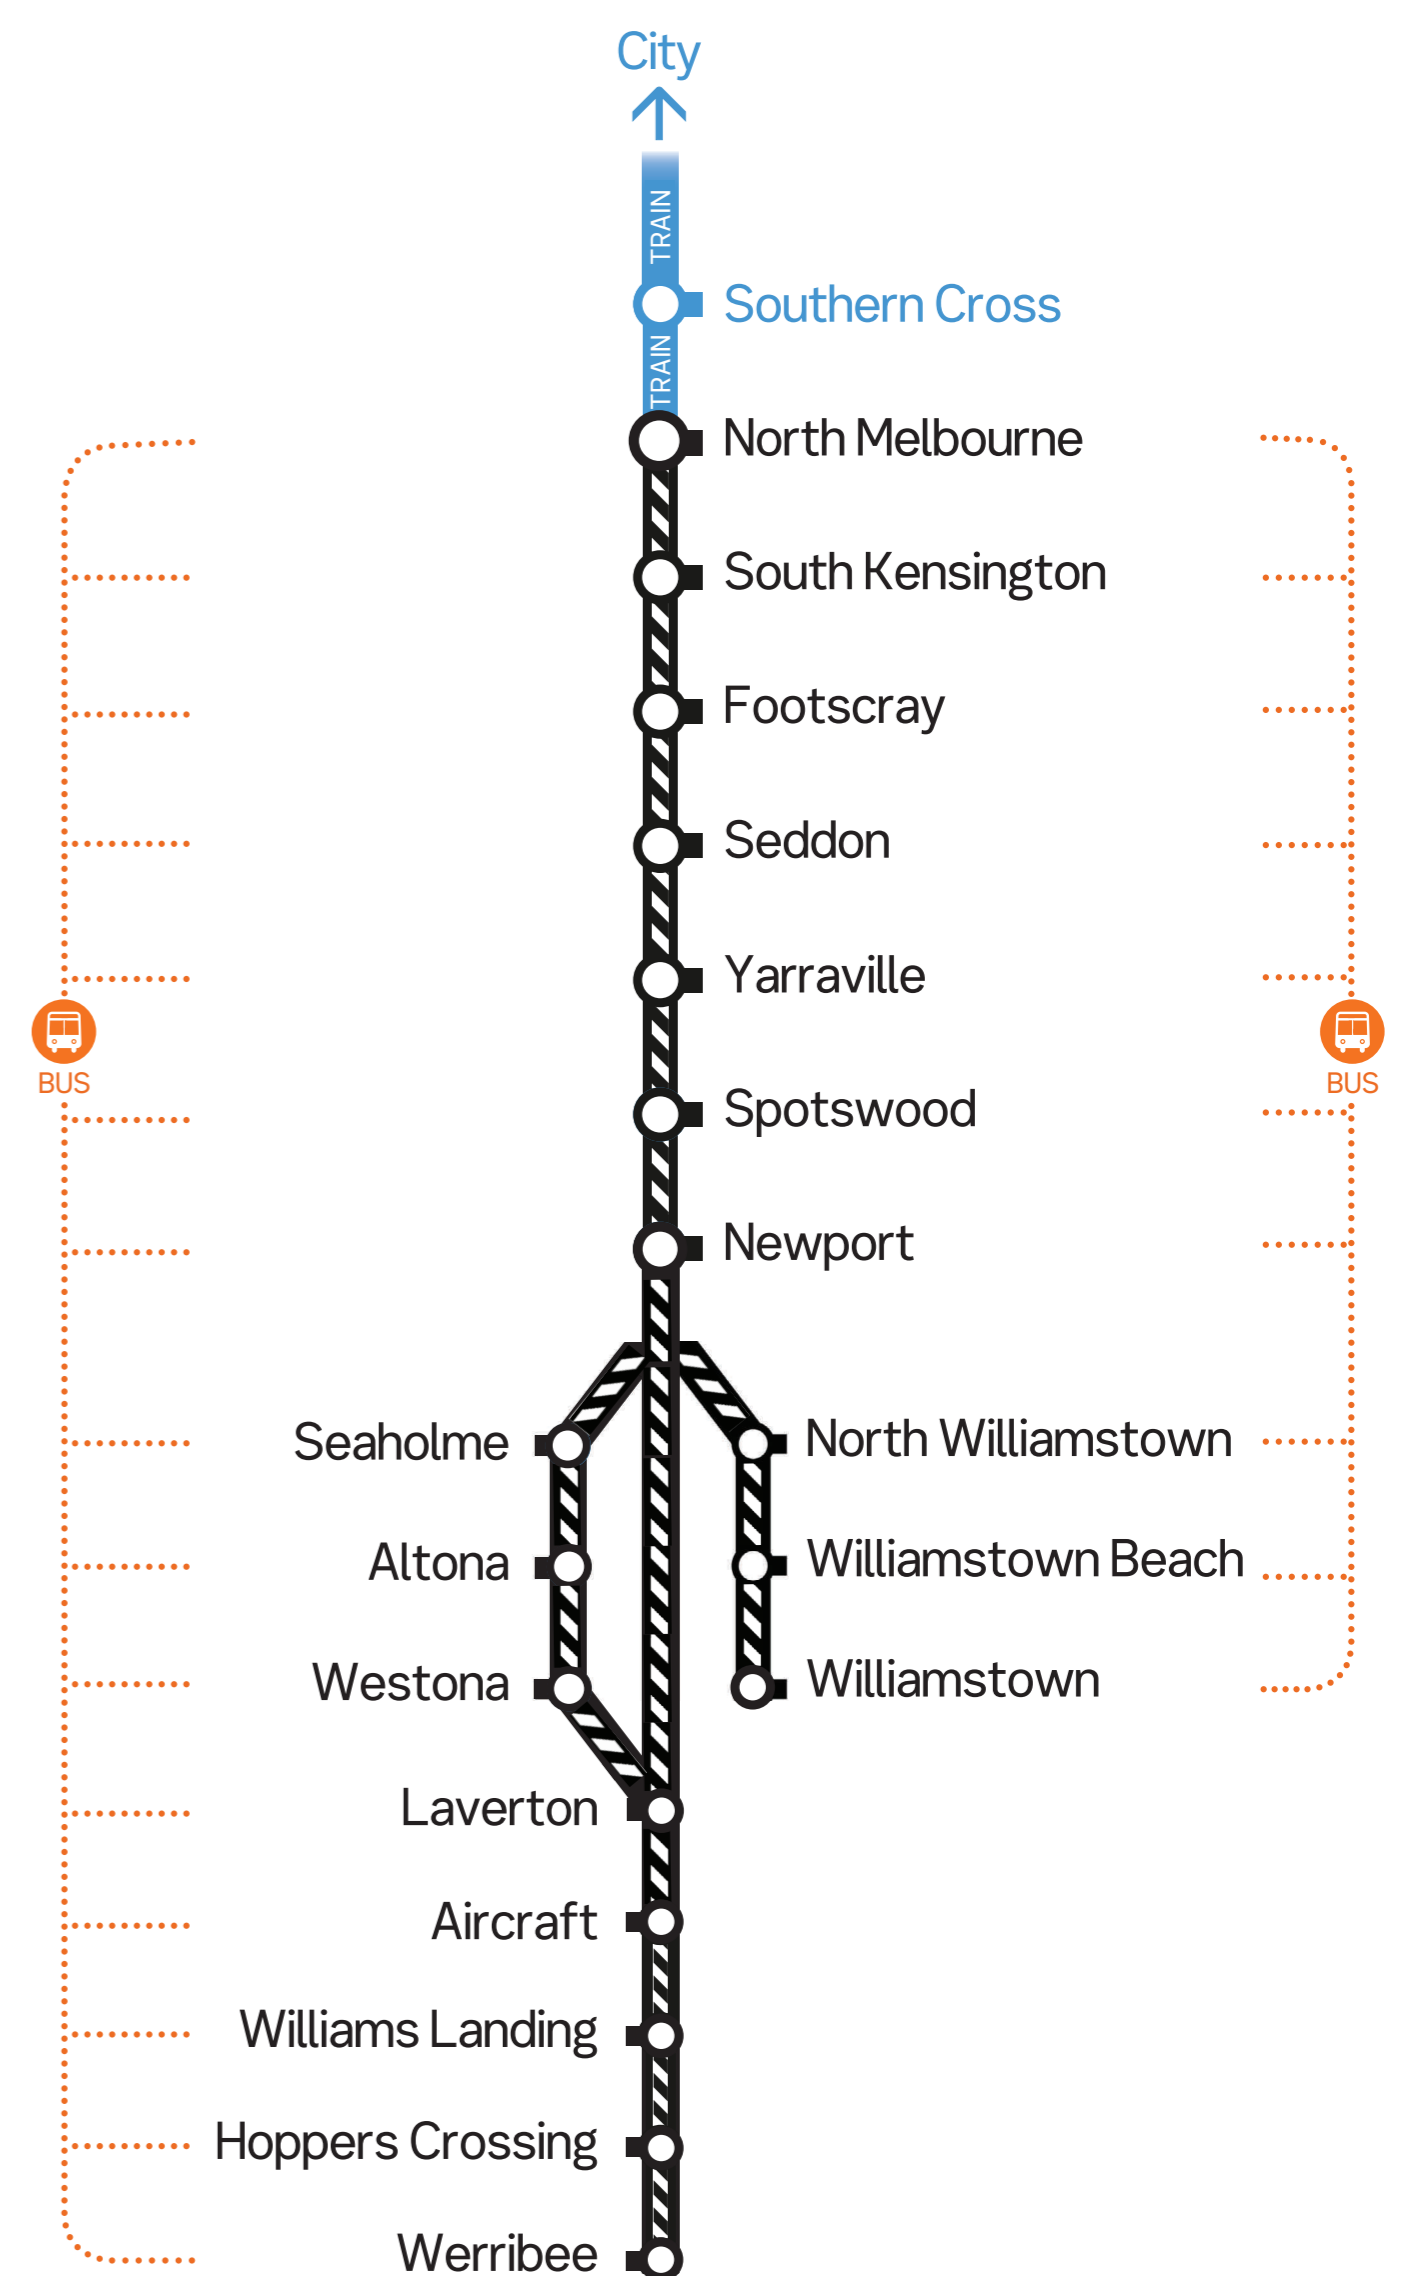 City
TRAIN
Southern Cross
TRAIN
North Melbourne
South Kensington
Footscray
Seddon
Yarraville
BUS
BUS
Spotswood
Newport
Seaholme
North Williamstown
Altona
Williamstown Beach
Westona
Williamstown
Laverton
Aircraft
Williams Landing
Hoppers Crossing
Werribee